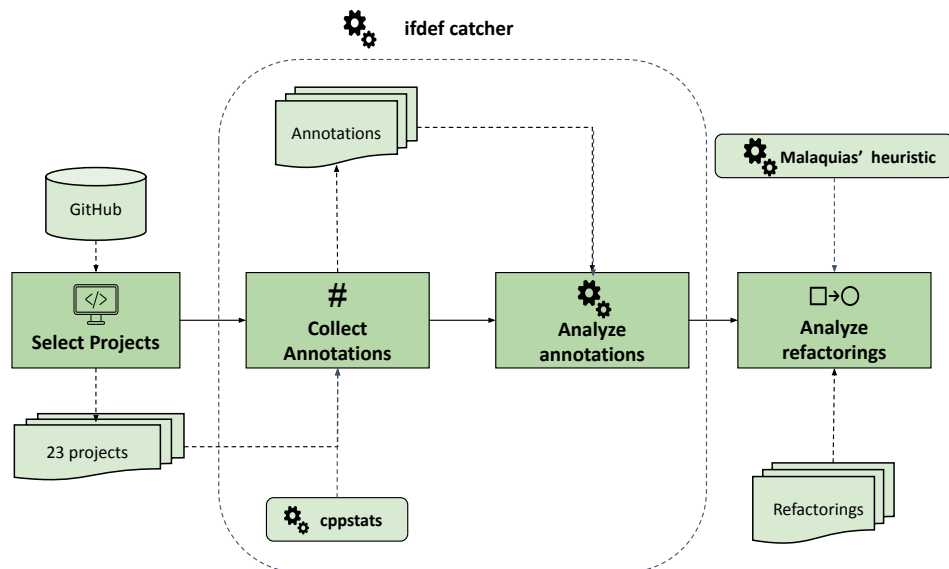 ifdef catcher
Annotations
Malaquias' heuristic
GitHub
</>
Select Projects
#
Collect
Annotations
Analyze
annotations
Analyze
refactorings
23 projects
cppstats
Refactorings